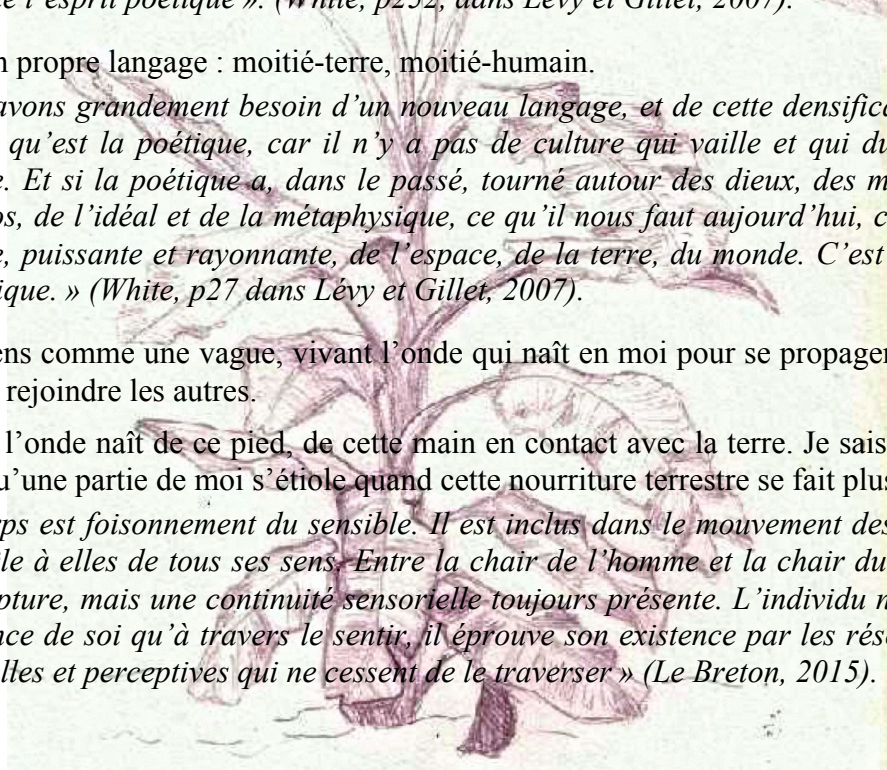 l’esprit poétique ». (White, p252, dans Lévy et Gillet, 2007).
propre langage : moitié-terre, moitié-humain.
avons grandement besoin d’un nouveau langage, et de cette densifica
qu’est la poétique, car il n’y a pas de culture qui vaille et qui du
e. Et si la poétique a, dans le passé, tourné autour des dieux, des m
os, de l’idéal et de la métaphysique, ce qu’il nous faut aujourd’hui, c
e, puissante et rayonnante, de l’espace, de la terre, du monde. C’est
ique. » (White, p27 dans Lévy et Gillet, 2007).
ens comme une vague, vivant l’onde qui naît en moi pour se propager
rejoindre les autres.
l’onde naît de ce pied, de cette main en contact avec la terre. Je sais
u’une partie de moi s’étiole quand cette nourriture terrestre se fait plus
rps est foisonnement du sensible. Il est inclus dans le mouvement des
le à elles de tous ses sens. Entre la chair de l’homme et la chair du
pture, mais une continuité sensorielle toujours présente. L’individu n
nce de soi qu’à travers le sentir, il éprouve son existence par les rés
lles et perceptives qui ne cessent de le traverser » (Le Breton, 2015).